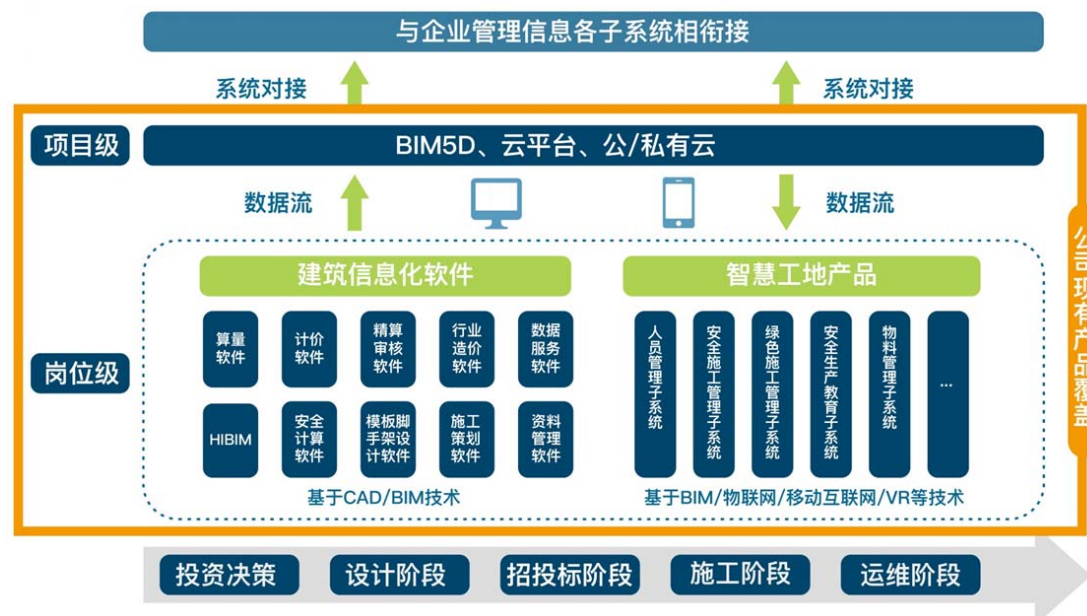 与企业管理信息各子系统相衔接
系统对接
系统对接
项目级
BIM5D、云平台、公/私有云
数据流
数据流
公司现有产品覆盖
岗位级
建筑信息化软件
算量
软件
计价
软件
精算
审核
软件
行业
造价
软件
数据
服务
软件
HIBIM
安全
计算
软件
模板脚
手架设
计软件
施工
策划
软件
资料
管理
软件
基于CAD/BIM技术
智慧工地产品
人员管理子系统
安全施工管理子系统
绿色施工管理子系统
安全生产教育子系统
物料管理子系统
...
基于BIM/物联网/移动互联网/VR等技术
投资决策
设计阶段
招投标阶段
施工阶段
运维阶段